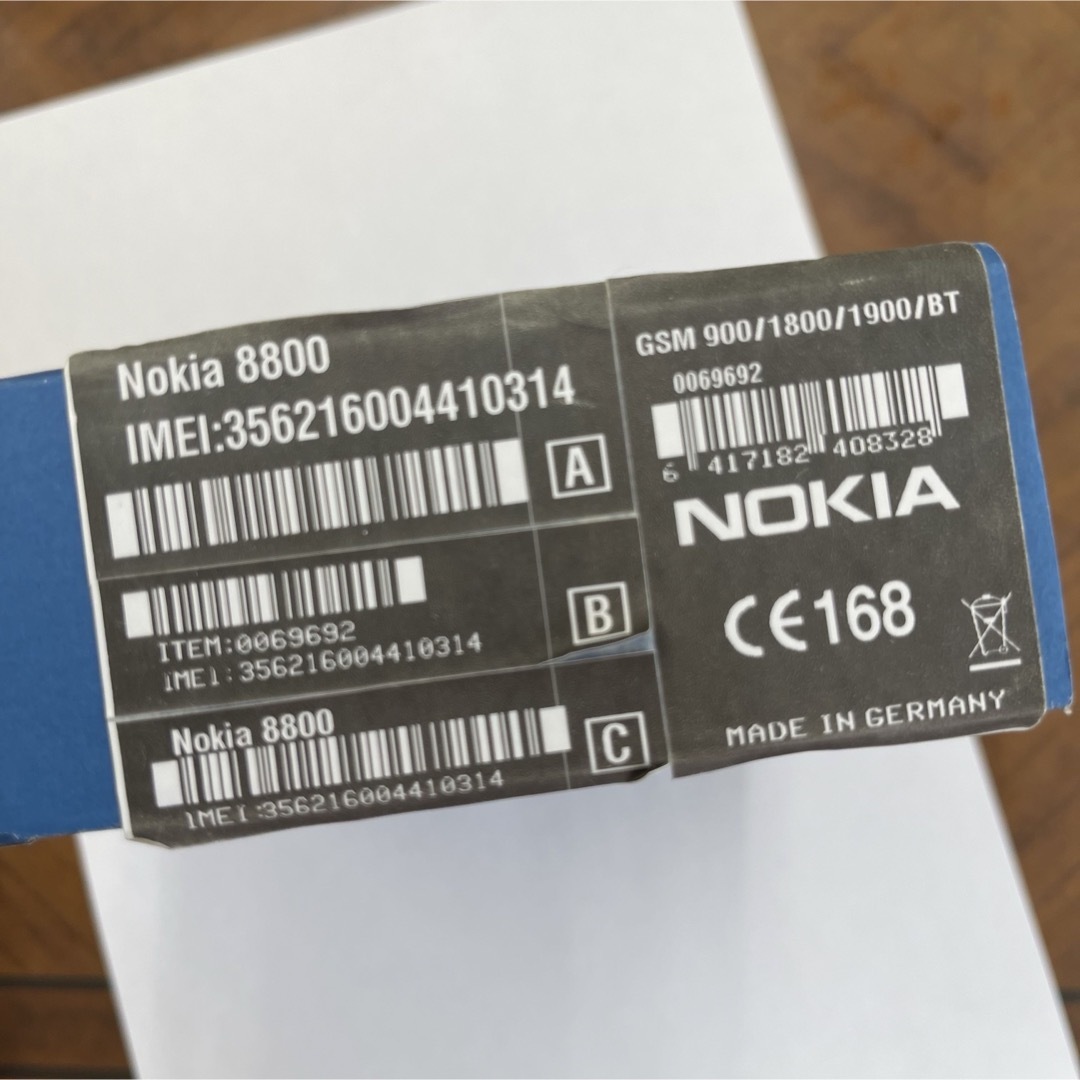 Nokia 8800
IMEI:356216004410314
A
ITEM:0069692
IMEI:356216004410314
B
Nokia 8800
IMEI:356216004410314
C
GSM 900/1800/1900/BT
0069692
6 417182 408328
NOKIA
CE168
MADE IN GERMANY